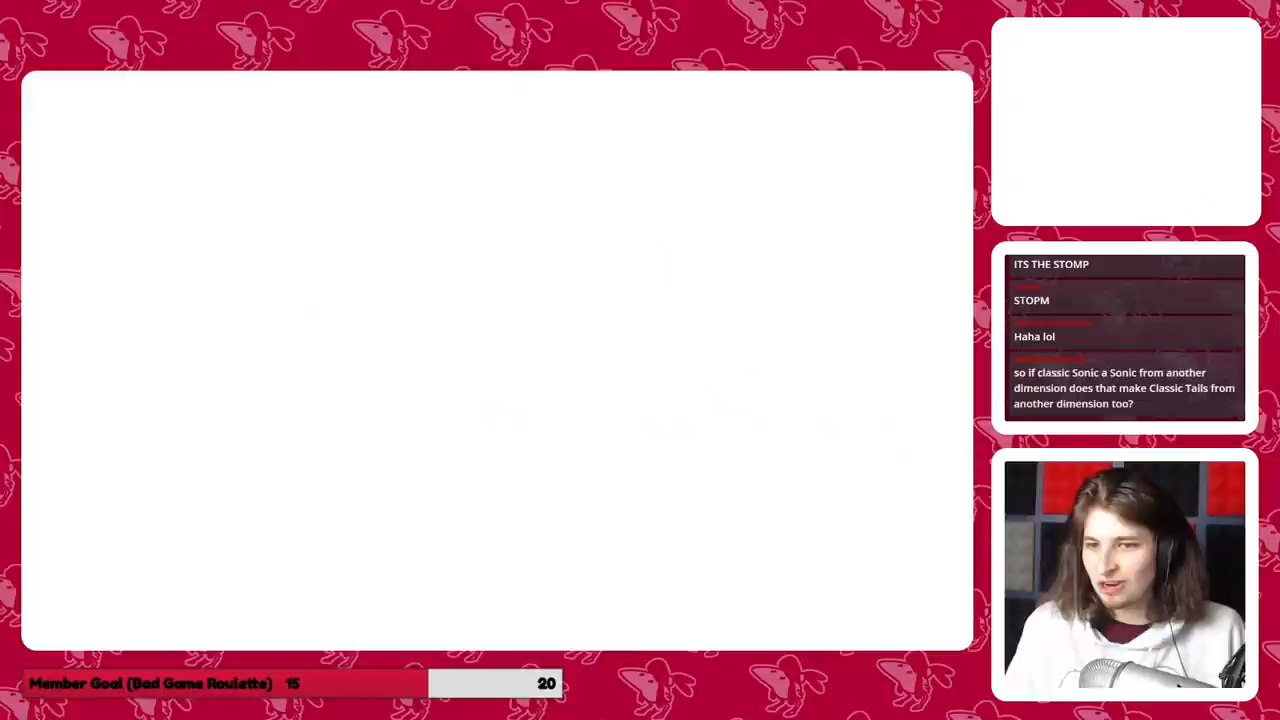 ITS THE STOMP
STOPM
Haha lol
so if classic Sonic a Sonic from another
dimension does that make Classic Tails from
another dimension too?
Member Goal (Bad Game Roulette) 15
20